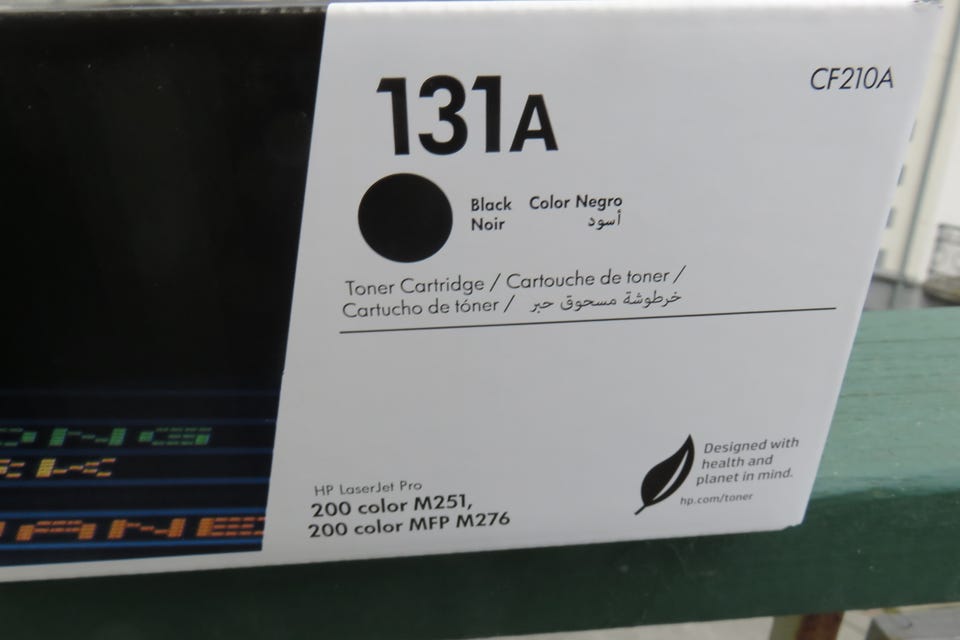 131A
CF210A
Black Color Negro
Noir أسود
Toner Cartridge / Cartouche de toner /
Cartucho de tóner / خرطوشة مسحوق حبر
HP LaserJet Pro
200 color M251,
200 color MFP M276
Designed with
health and
planet in mind.
hp.com/toner